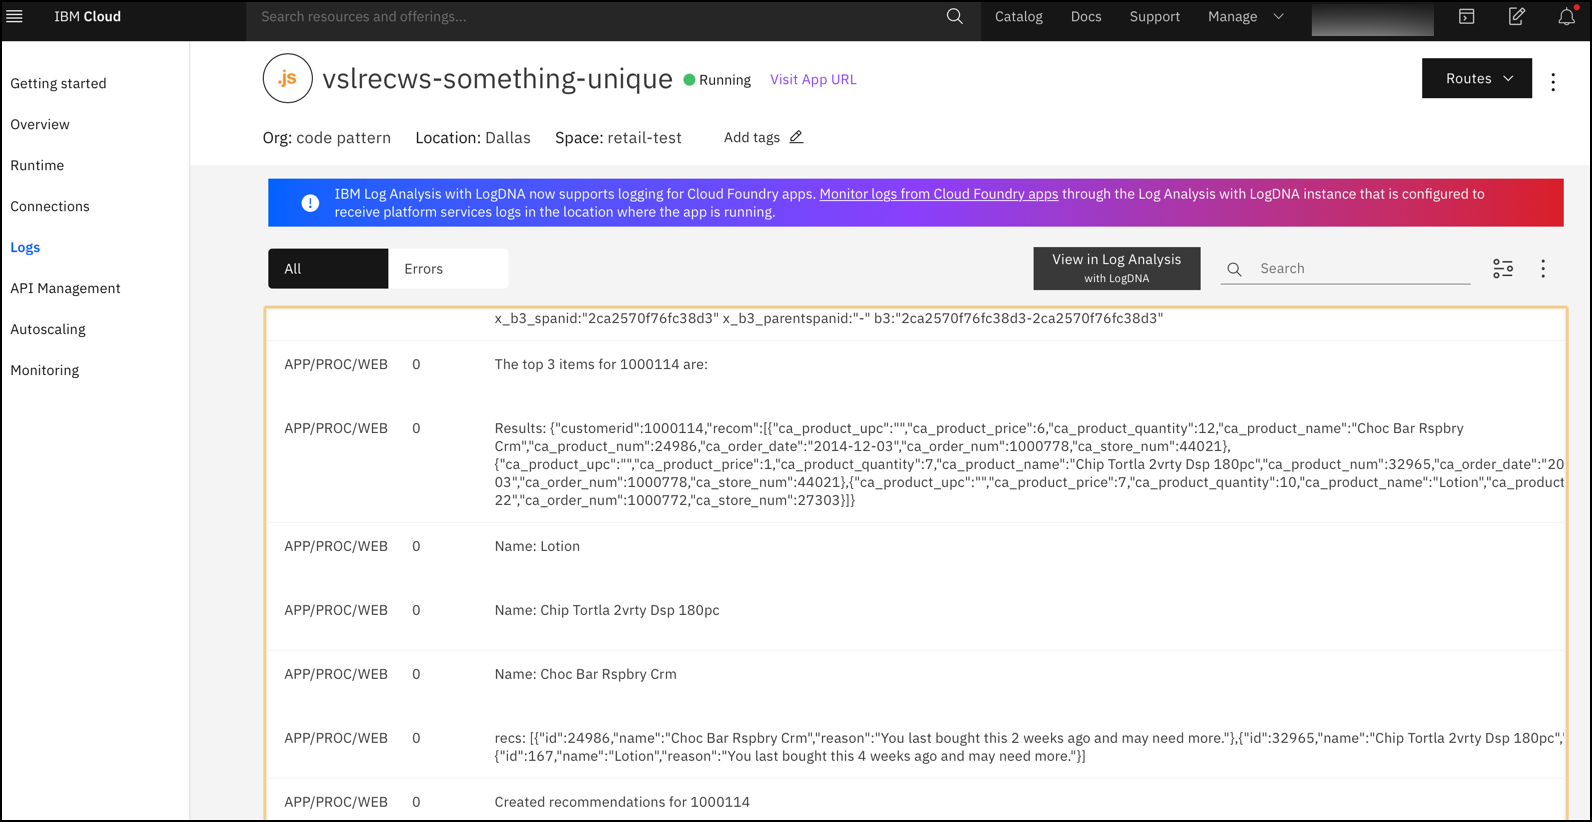 IBM Cloud
Search resources and offerings...
Catalog
Docs
Support
Manage
Getting started
Overview
Runtime
Connections
Logs
API Management
Autoscaling
Monitoring
.js
vslrecws-something-unique
Running
Visit App URL
Routes
Org: code pattern
Location: Dallas
Space: retail-test
Add tags
IBM Log Analysis with LogDNA now supports logging for Cloud Foundry apps. Monitor logs from Cloud Foundry apps through the Log Analysis with LogDNA instance that is configured to
receive platform services logs in the location where the app is running.
All
Errors
View in Log Analysis
with LogDNA
Search
x_b3_spanid:"2ca2570f76fc38d3" x_b3_parentspanid:"-" b3:"2ca2570f76fc38d3-2ca2570f76fc38d3"
APP/PROC/WEB 0 The top 3 items for 1000114 are:
APP/PROC/WEB 0 Results: {"customerid":1000114,"recom":[{"ca_product_upc":"","ca_product_price":6,"ca_product_quantity":12,"ca_product_name":"Choc Bar Rspbry
Crm","ca_product_num":24986,"ca_order_date":"2014-12-03","ca_order_num":1000778,"ca_store_num":44021},
{"ca_product_upc":"","ca_product_price":1,"ca_product_quantity":7,"ca_product_name":"Chip Tortla 2vrty Dsp 180pc","ca_product_num":32965,"ca_order_date":"20
03","ca_order_num":1000778,"ca_store_num":44021},{"ca_product_upc":"","ca_product_price":7,"ca_product_quantity":10,"ca_product_name":"Lotion","ca_product
22","ca_order_num":1000772,"ca_store_num":27303}]}
APP/PROC/WEB 0 Name: Lotion
APP/PROC/WEB 0 Name: Chip Tortla 2vrty Dsp 180pc
APP/PROC/WEB 0 Name: Choc Bar Rspbry Crm
APP/PROC/WEB 0 recs: [{"id":24986,"name":"Choc Bar Rspbry Crm","reason":"You last bought this 2 weeks ago and may need more."},{"id":32965,"name":"Chip Tortla 2vrty Dsp 180pc",
{"id":167,"name":"Lotion","reason":"You last bought this 4 weeks ago and may need more."}]
APP/PROC/WEB 0 Created recommendations for 1000114